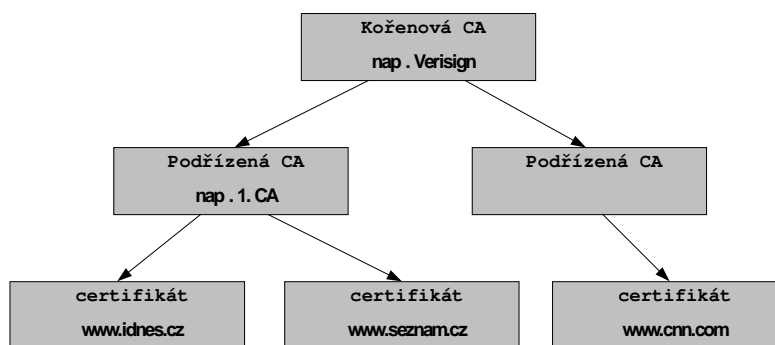 Kořenová CA
nap . Verisign
Podřízená CA
nap . 1. CA
Podřízená CA
certifikát
www.idnes.cz
certifikát
www.seznam.cz
certifikát
www.cnn.com